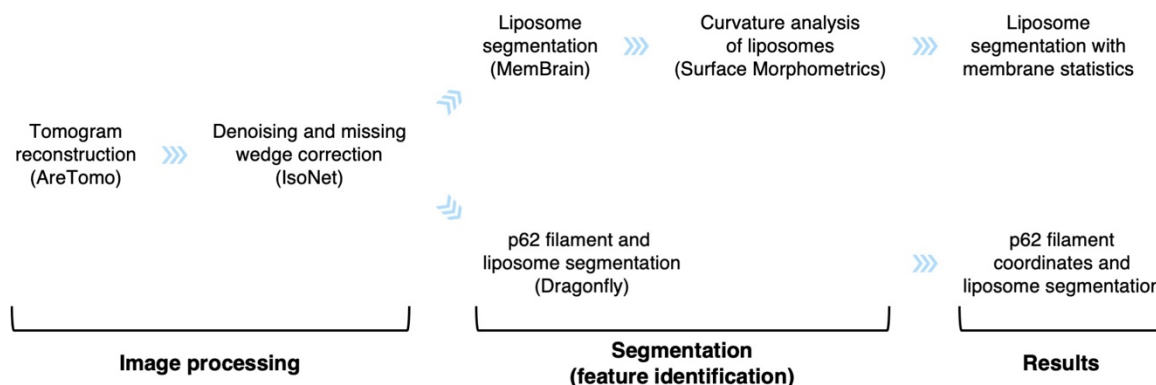 Tomogram
reconstruction
(AreTomo)
Denoising and missing
wedge correction
(IsoNet)
Liposome
segmentation
(MemBrain)
Curvature analysis
of liposomes
(Surface Morphometrics)
Liposome
segmentation with
membrane statistics
p62 filament and
liposome segmentation
(Dragonfly)
p62 filament
coordinates and
liposome segmentation
Image processing
Segmentation
(feature identification)
Results